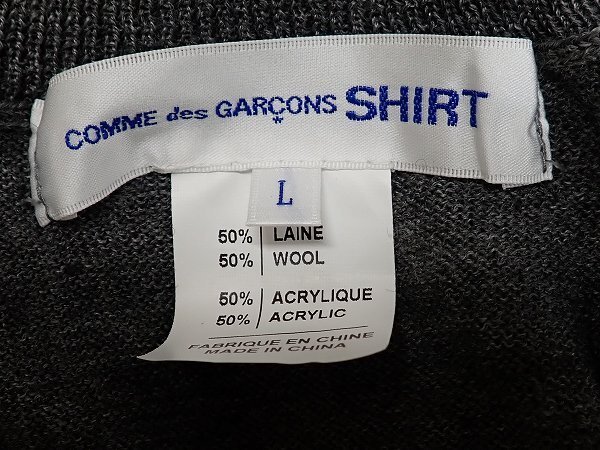 COMME des GARÇONS SHIRT
L
50% LAINE
50% WOOL
50% ACRYLIQUE
50% ACRYLIC
FABRIQUE EN CHINE
MADE IN CHINA